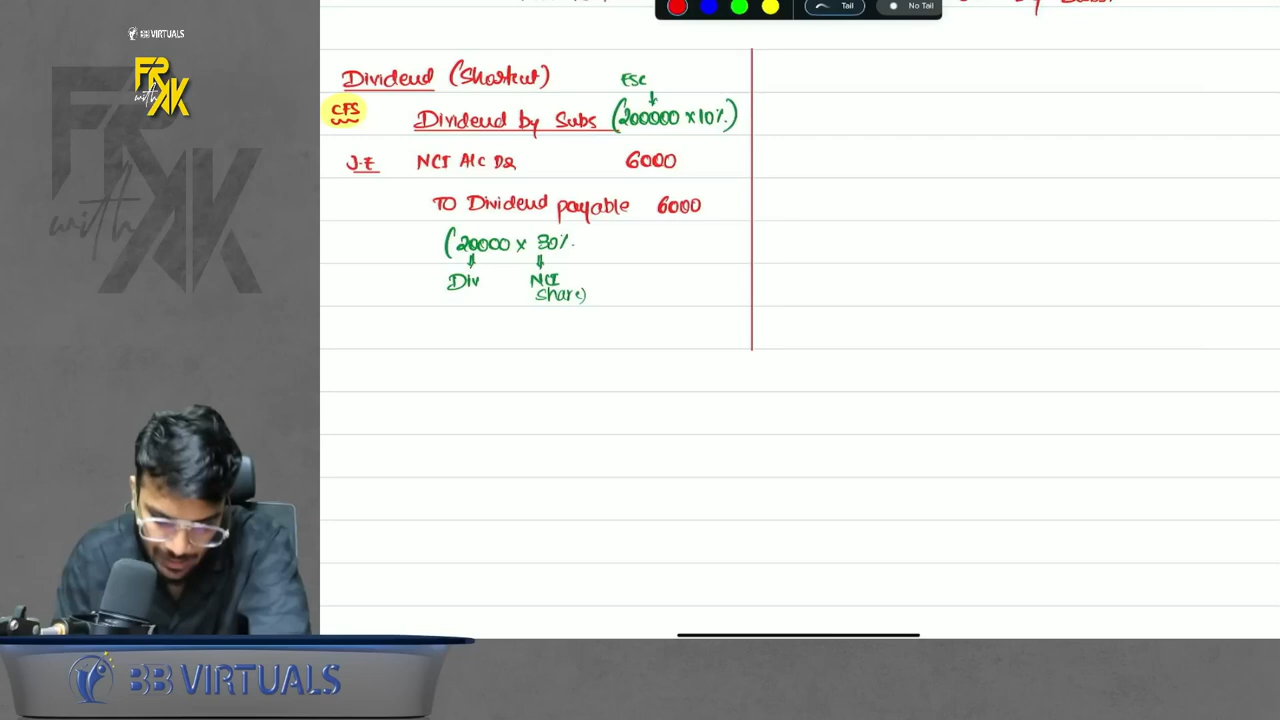 BB VIRTUALS
FR
with
KK
Tail
No Tail
Dividend (Shortcut)
ESC
CFS
Dividend by Subs (200000 × 10%.)
J.E NCI A/c DR 6000
TO Dividend payable 6000
(20000 × 30%.
Div NCI
share)
BB VIRTUALS